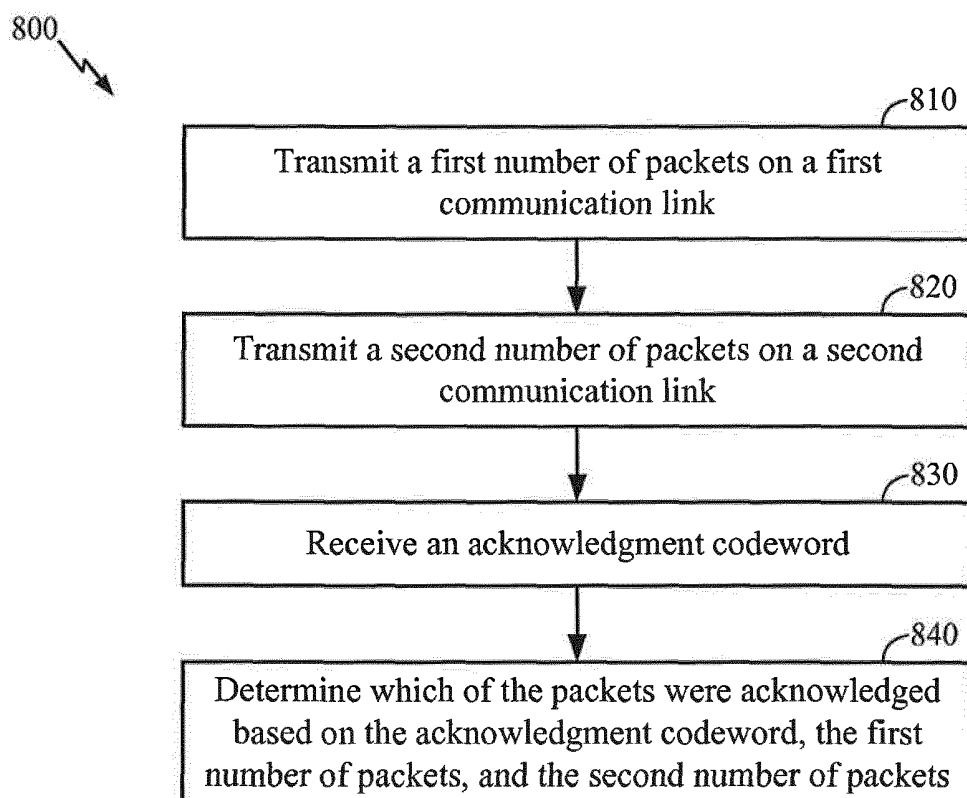 800
810
Transmit a first number of packets on a first
communication link
820
Transmit a second number of packets on a second
communication link
830
Receive an acknowledgment codeword
840
Determine which of the packets were acknowledged
based on the acknowledgment codeword, the first
number of packets, and the second number of packets